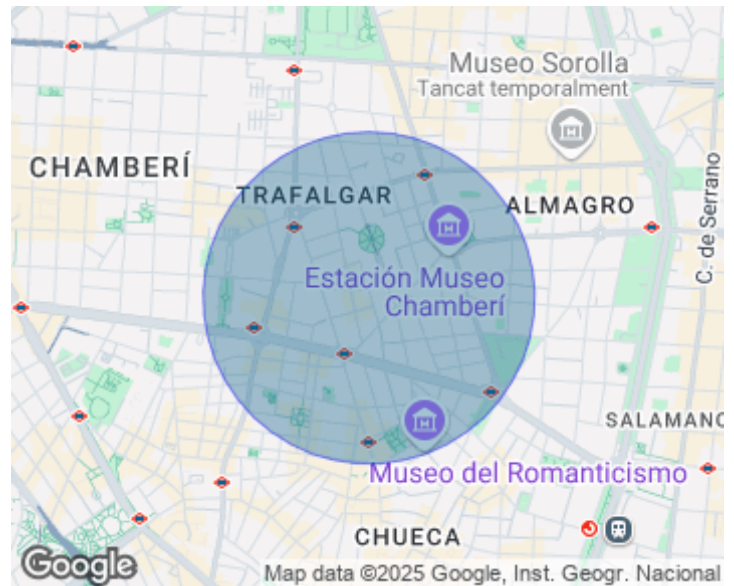 Museo Sorolla
Tancat temporalment
CHAMBERÍ
TRAFALGAR
ALMAGRO
C. de Serrano
Estación Museo
Chamberí
SALAMANC
Museo del Romanticismo
CHUECA
Google
Map data ©2025 Google, Inst. Geogr. Nacional